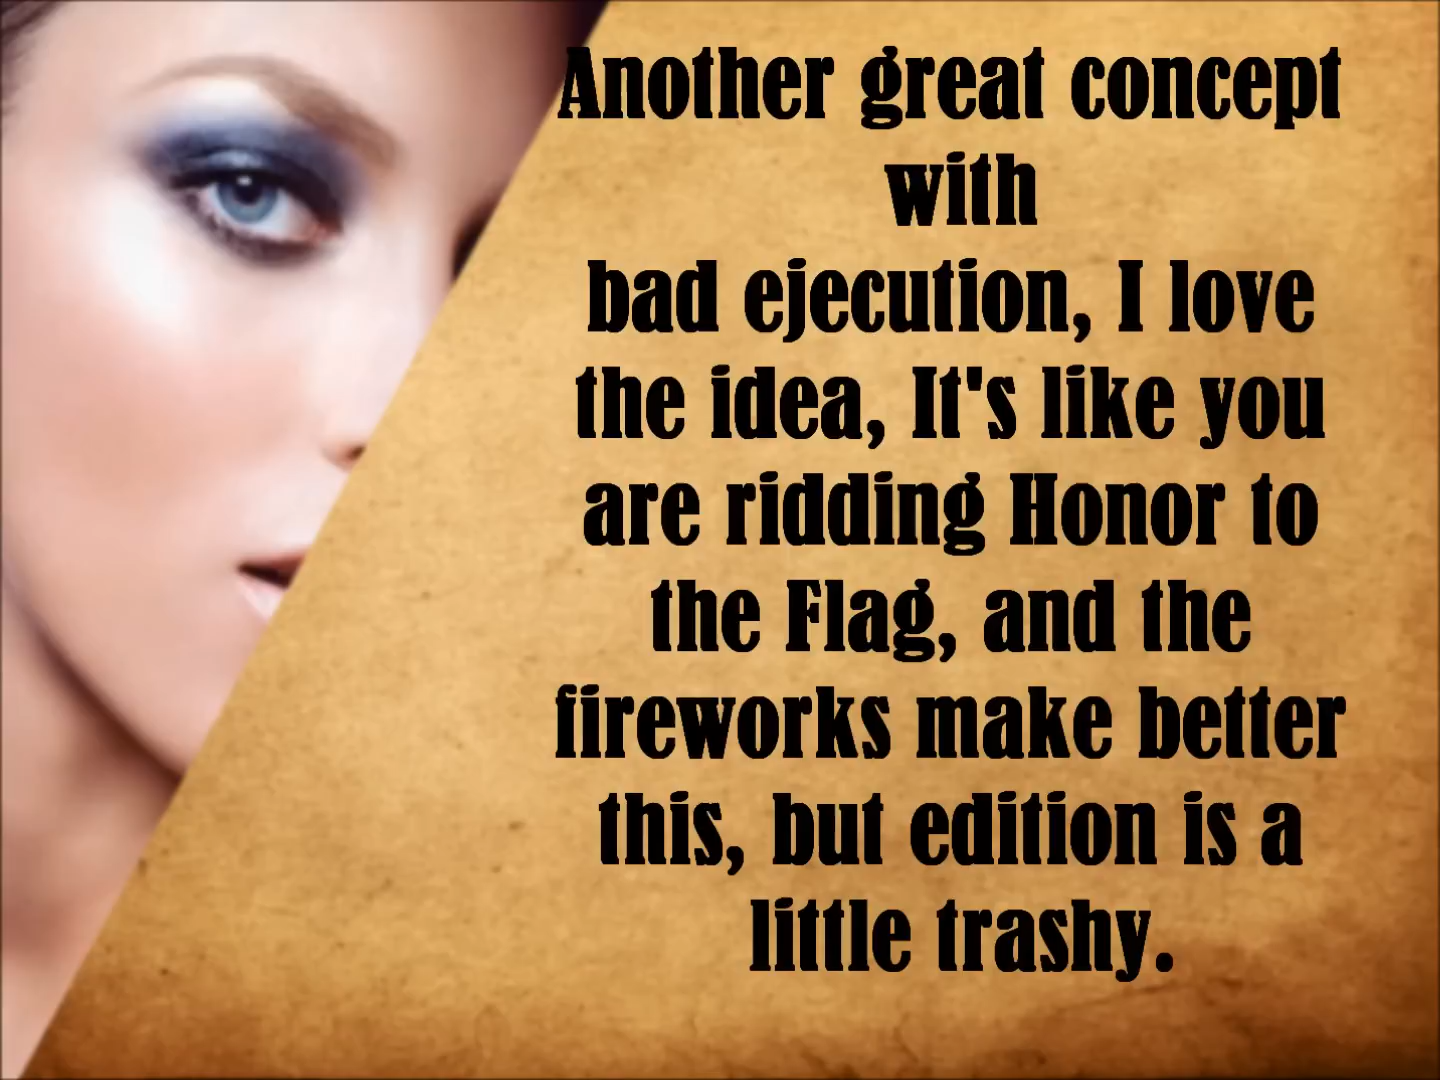 Another great concept
with
bad ejecution, I love
the idea, It's like you
are ridding Honor to
the Flag, and the
fireworks make better
this, but edition is a
little trashy.